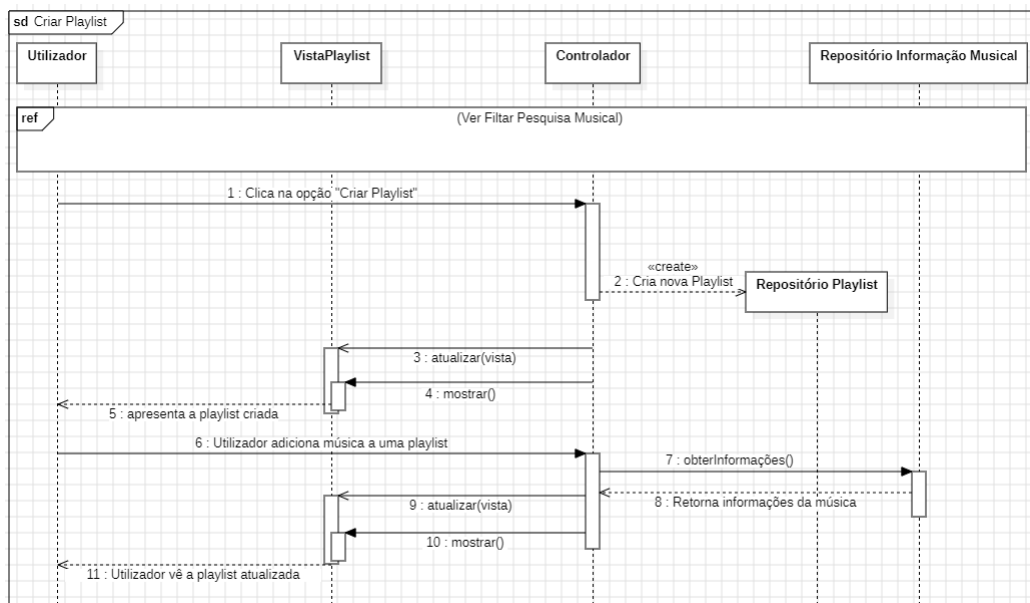 sd Criar Playlist
Utilizador
VistaPlaylist
Controlador
Repositório Informação Musical
ref
(Ver Filtar Pesquisa Musical)
1 : Clica na opção "Criar Playlist"
«create»
2 : Cria nova Playlist
Repositório Playlist
3 : atualizar(vista)
4 : mostrar()
5 : apresenta a playlist criada
6 : Utilizador adiciona música a uma playlist
7 : obterInformações()
8 : Retorna informações da música
9 : atualizar(vista)
10 : mostrar()
11 : Utilizador vê a playlist atualizada